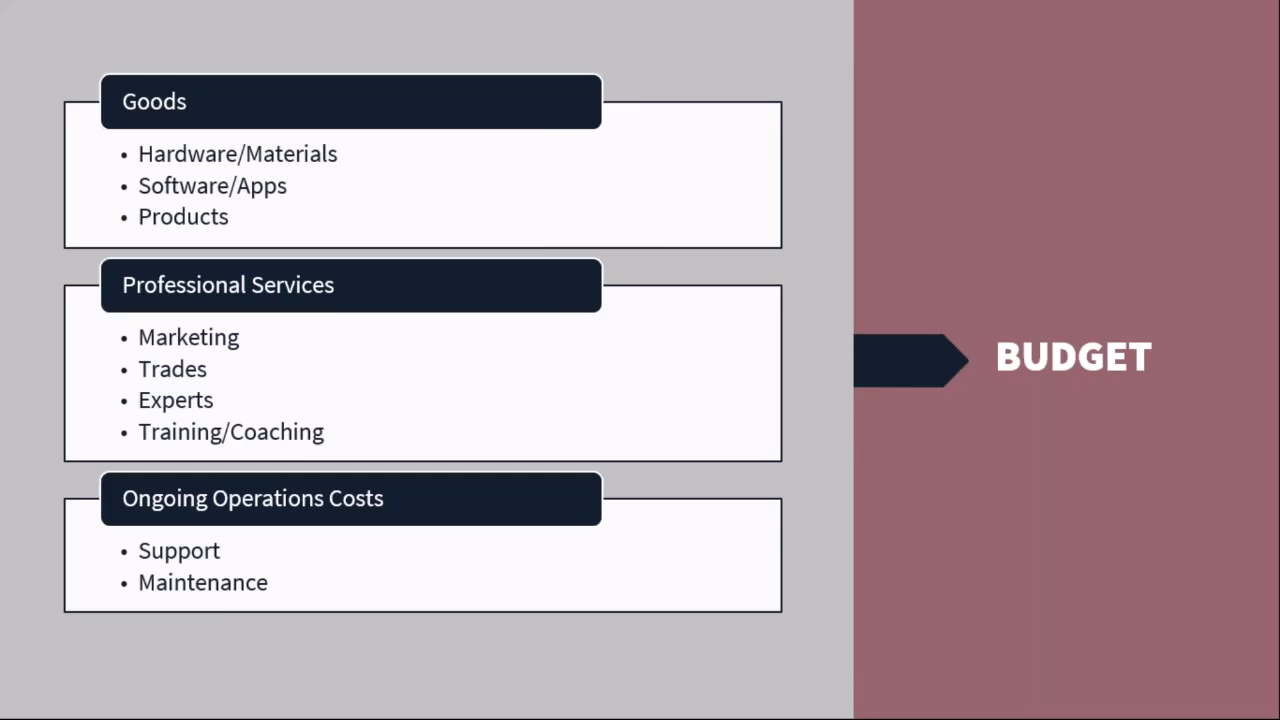 Goods
• Hardware/Materials
• Software/Apps
• Products
Professional Services
• Marketing
• Trades
• Experts
• Training/Coaching
Ongoing Operations Costs
• Support
• Maintenance
BUDGET